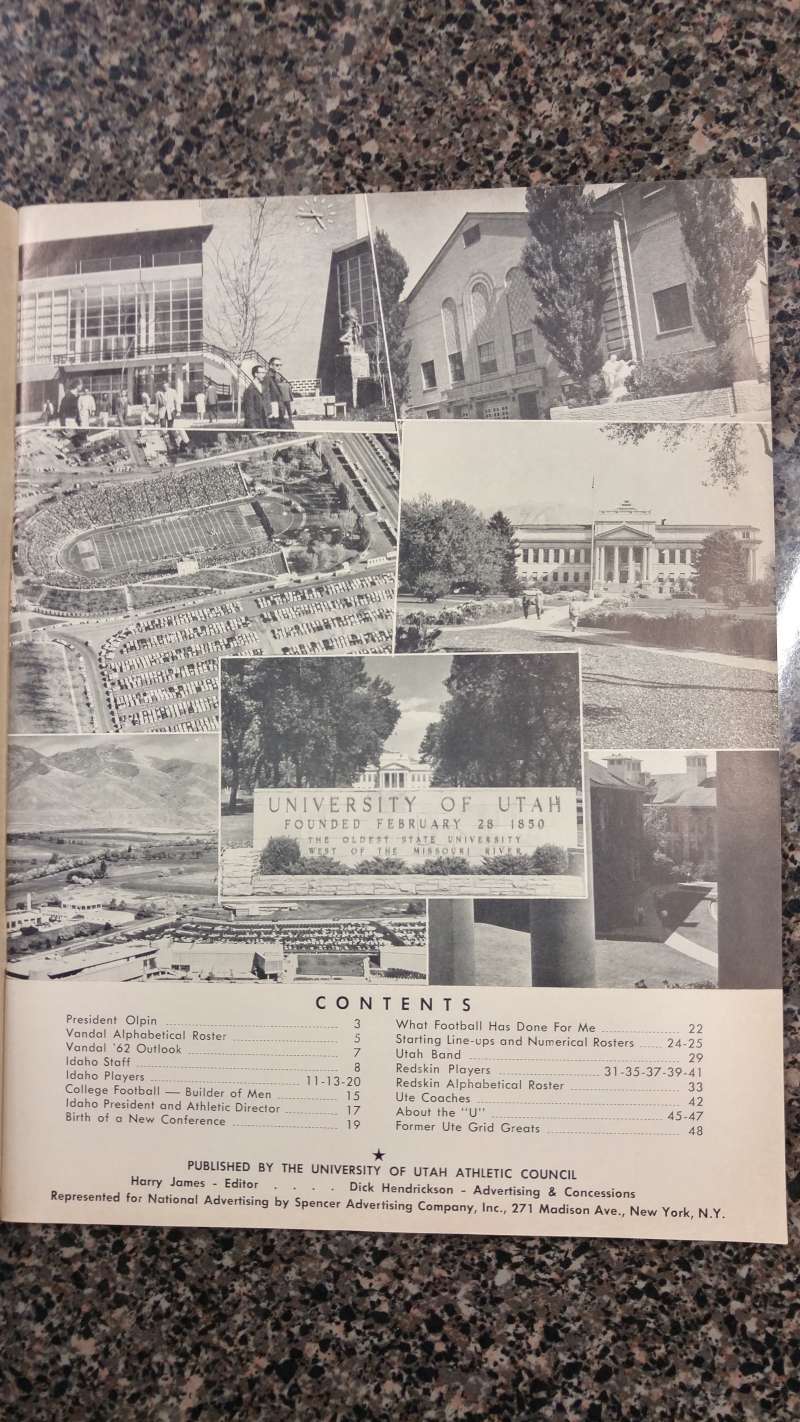 UNIVERSITY OF UTAH
FOUNDED FEBRUARY 28 1850
THE OLDEST STATE UNIVERSITY
WEST OF THE MISSOURI RIVER
CONTENTS
President Olpin 3
Vandal Alphabetical Roster 5
Vandal '62 Outlook 7
Idaho Staff 8
Idaho Players 11-13-20
College Football — Builder of Men 15
Idaho President and Athletic Director 17
Birth of a New Conference 19
What Football Has Done For Me 22
Starting Line-ups and Numerical Rosters 24-25
Utah Band 29
Redskin Players 31-35-37-39-41
Redskin Alphabetical Roster 33
Ute Coaches 42
About the "U" 45-47
Former Ute Grid Greats 48
★
PUBLISHED BY THE UNIVERSITY OF UTAH ATHLETIC COUNCIL
Harry James - Editor . . . . Dick Hendrickson - Advertising & Concessions
Represented for National Advertising by Spencer Advertising Company, Inc., 271 Madison Ave., New York, N.Y.